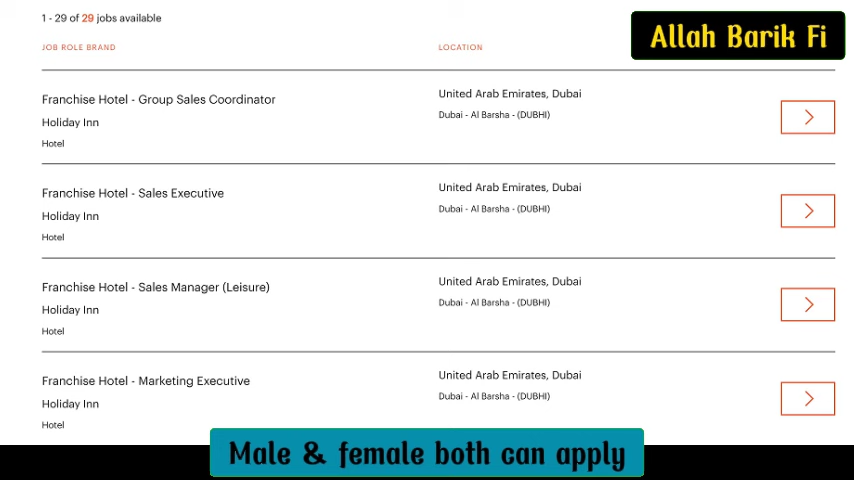 1 - 29 of 29 jobs available
Allah Barik Fi
JOB ROLE BRAND
LOCATION
Franchise Hotel - Group Sales Coordinator
Holiday Inn
Hotel
United Arab Emirates, Dubai
Dubai - Al Barsha - (DUBHI)
Franchise Hotel - Sales Executive
Holiday Inn
Hotel
United Arab Emirates, Dubai
Dubai - Al Barsha - (DUBHI)
Franchise Hotel - Sales Manager (Leisure)
Holiday Inn
Hotel
United Arab Emirates, Dubai
Dubai - Al Barsha - (DUBHI)
Franchise Hotel - Marketing Executive
Holiday Inn
Hotel
United Arab Emirates, Dubai
Dubai - Al Barsha - (DUBHI)
Male & female both can apply